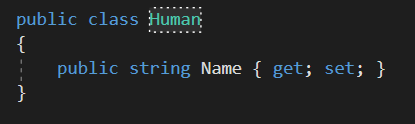 public class Human
{
    public string Name { get; set; }
}